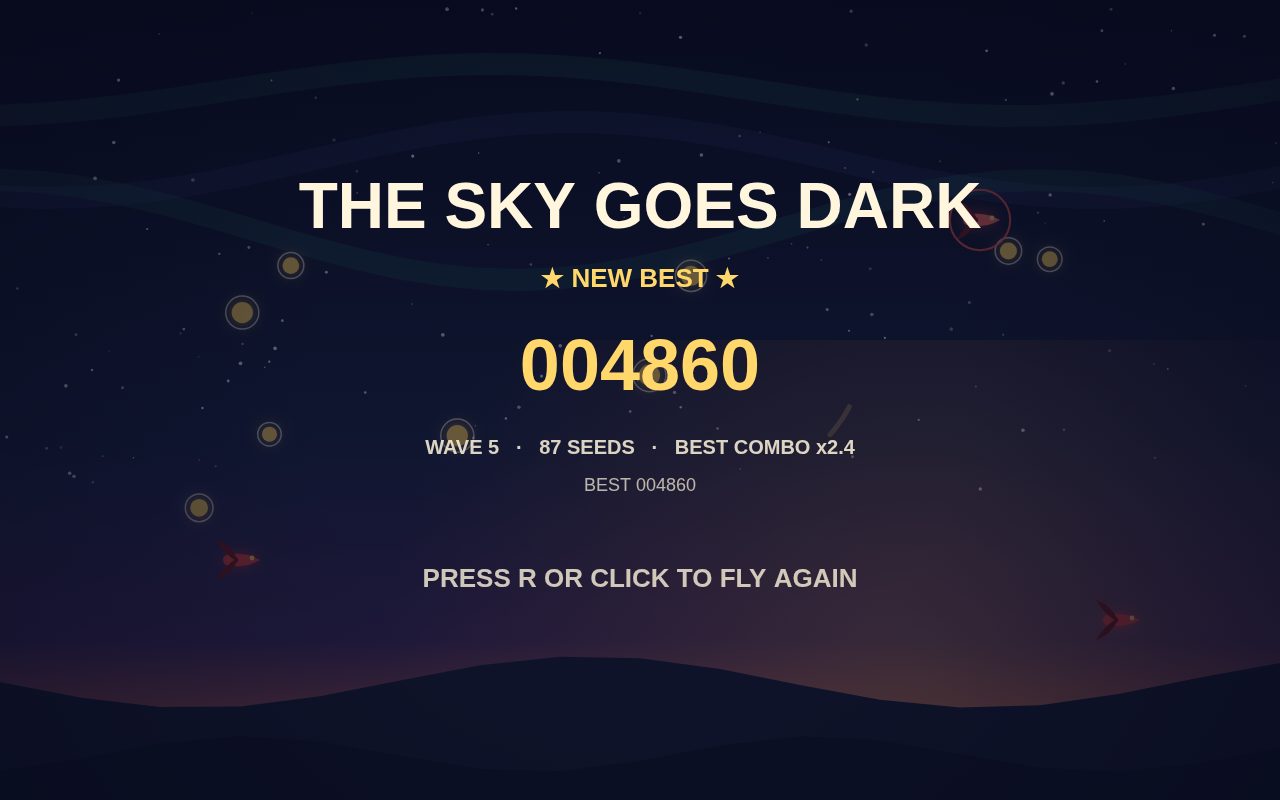 THE SKY GOES DARK
★ NEW BEST ★
004860
WAVE 5 · 87 SEEDS · BEST COMBO x2.4
BEST 004860
PRESS R OR CLICK TO FLY AGAIN